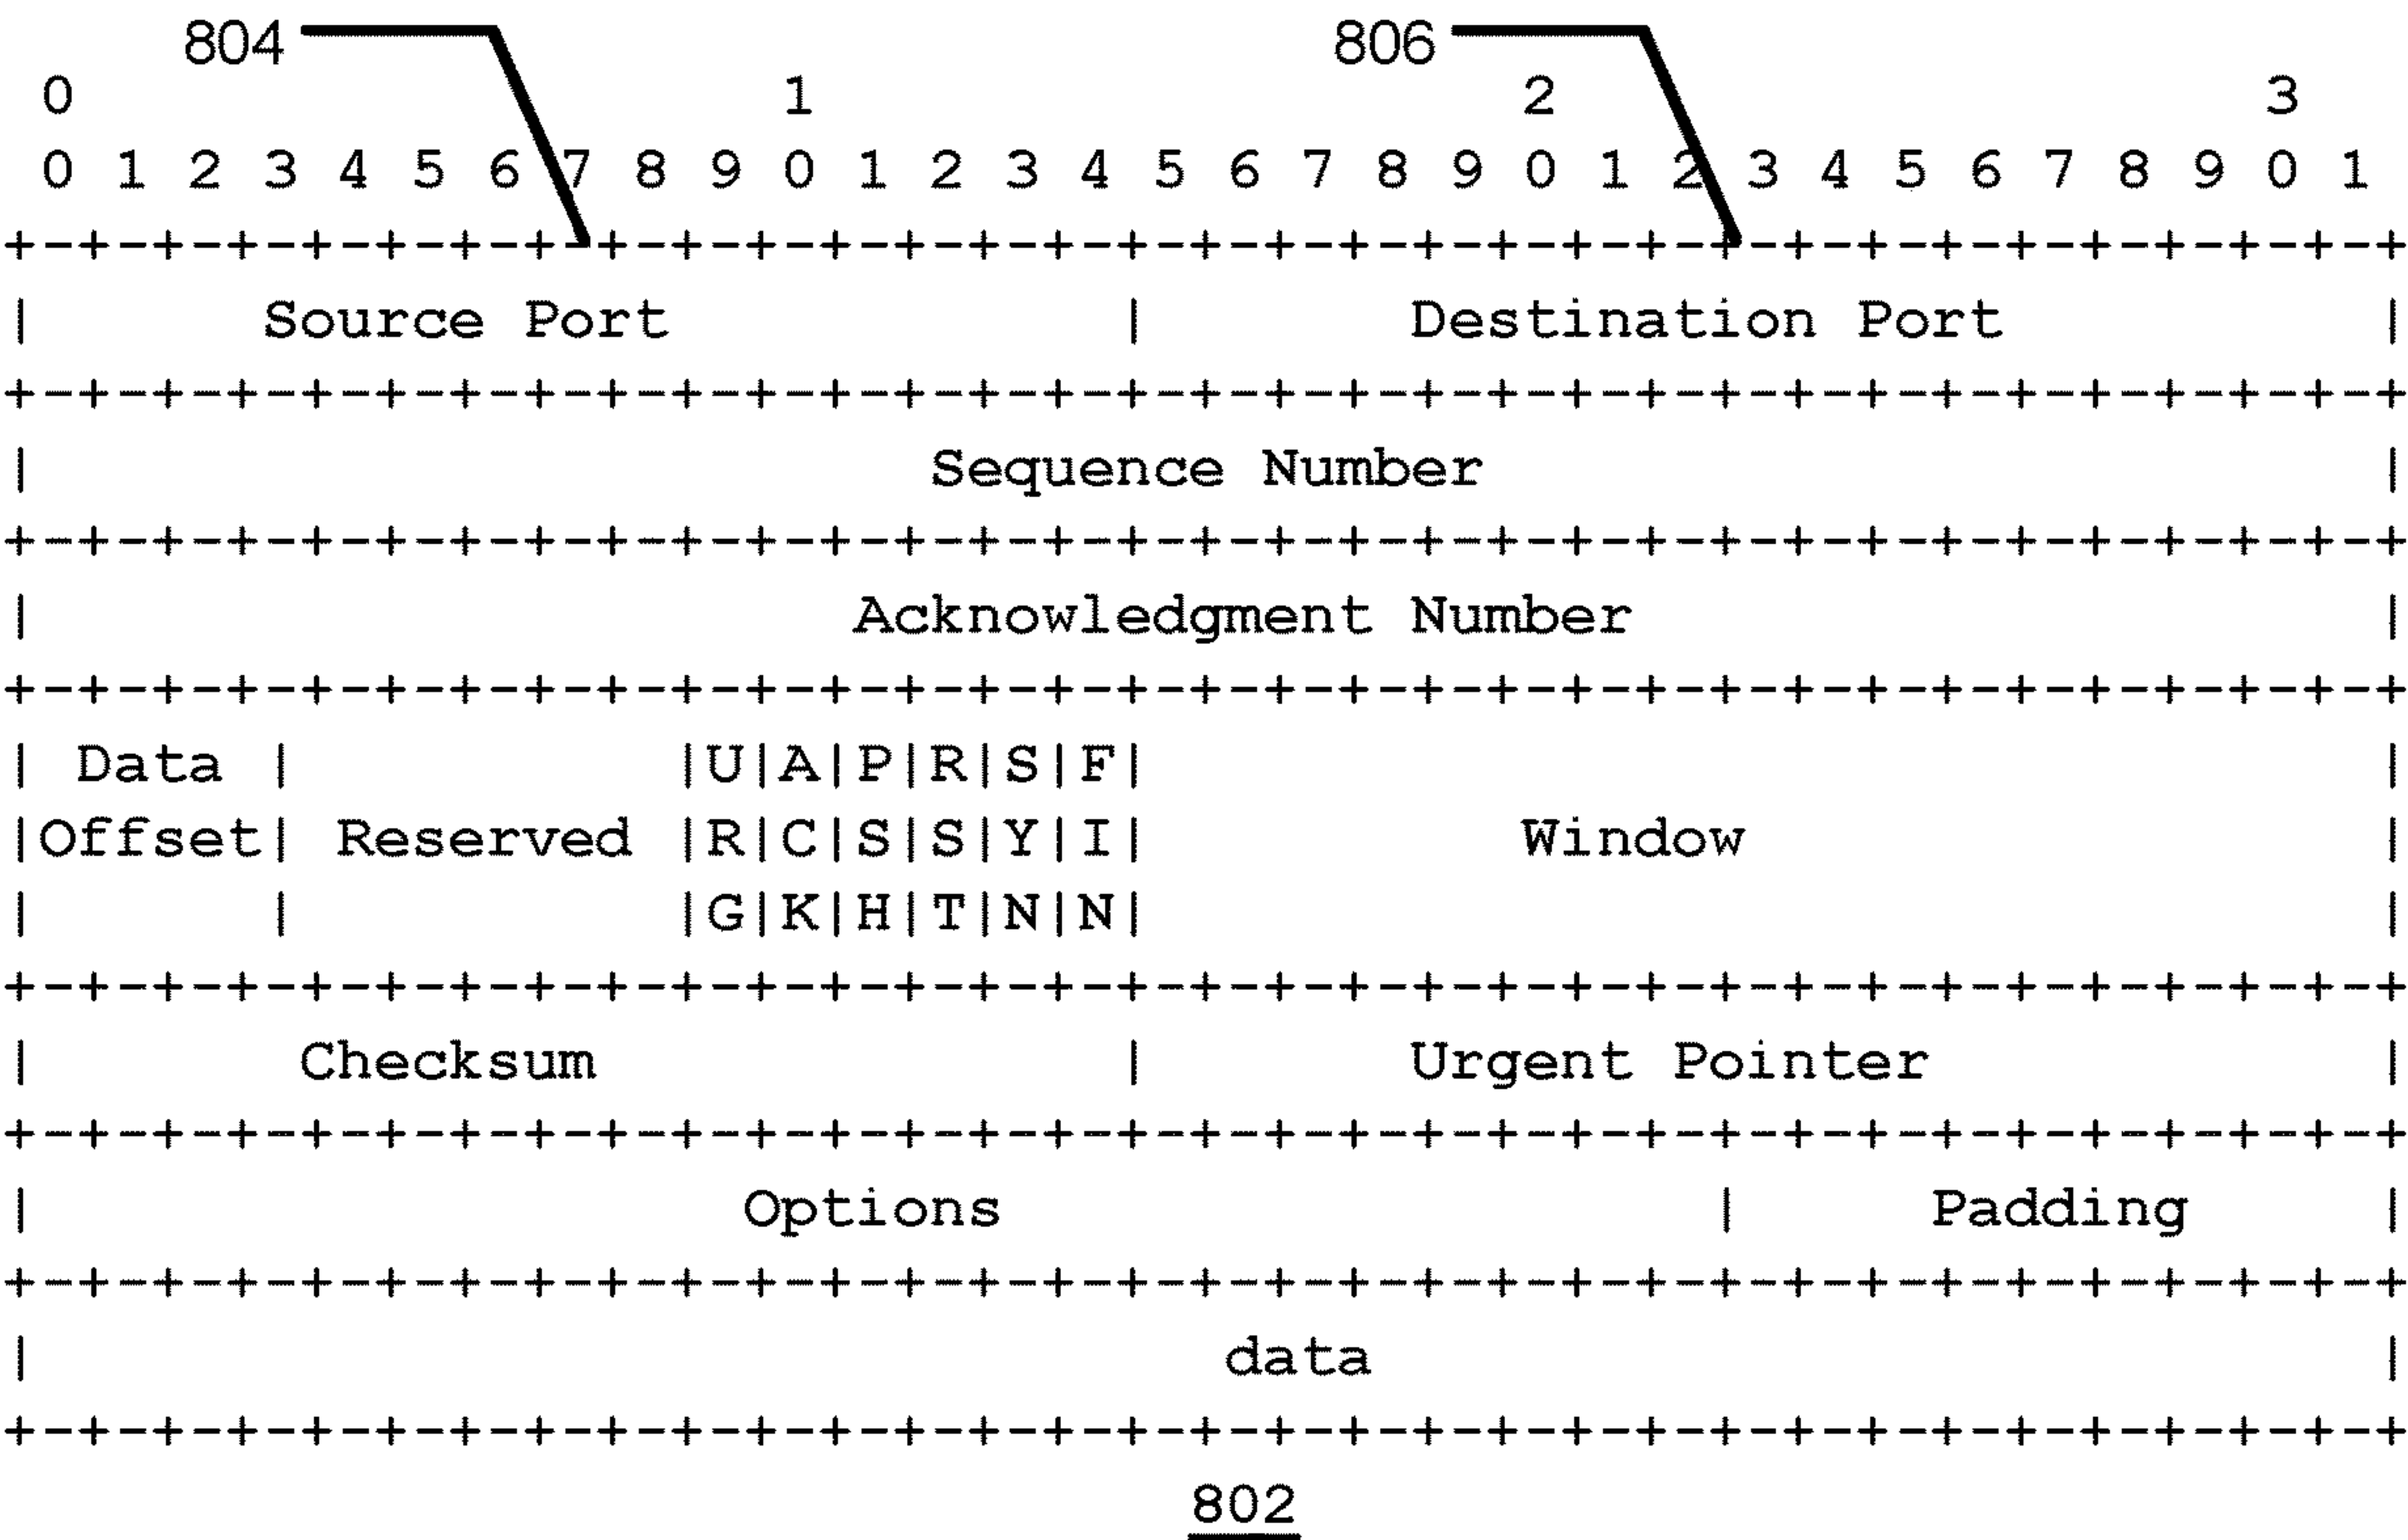 804 806
 0                   1                   2                   3
 0 1 2 3 4 5 6 7 8 9 0 1 2 3 4 5 6 7 8 9 0 1 2 3 4 5 6 7 8 9 0 1
+-+-+-+-+-+-+-+-+-+-+-+-+-+-+-+-+-+-+-+-+-+-+-+-+-+-+-+-+-+-+-+-+
|      Source Port            |       Destination Port          |
+-+-+-+-+-+-+-+-+-+-+-+-+-+-+-+-+-+-+-+-+-+-+-+-+-+-+-+-+-+-+-+-+
|                        Sequence Number                        |
+-+-+-+-+-+-+-+-+-+-+-+-+-+-+-+-+-+-+-+-+-+-+-+-+-+-+-+-+-+-+-+-+
|                      Acknowledgment Number                    |
+-+-+-+-+-+-+-+-+-+-+-+-+-+-+-+-+-+-+-+-+-+-+-+-+-+-+-+-+-+-+-+-+
| Data |          |U|A|P|R|S|F|                                 |
|Offset| Reserved |R|C|S|S|Y|I|          Window                 |
|      |          |G|K|H|T|N|N|                                 |
+-+-+-+-+-+-+-+-+-+-+-+-+-+-+-+-+-+-+-+-+-+-+-+-+-+-+-+-+-+-+-+-+
|       Checksum              |       Urgent Pointer            |
+-+-+-+-+-+-+-+-+-+-+-+-+-+-+-+-+-+-+-+-+-+-+-+-+-+-+-+-+-+-+-+-+
|                   Options                   |     Padding     |
+-+-+-+-+-+-+-+-+-+-+-+-+-+-+-+-+-+-+-+-+-+-+-+-+-+-+-+-+-+-+-+-+
|                                data                           |
+-+-+-+-+-+-+-+-+-+-+-+-+-+-+-+-+-+-+-+-+-+-+-+-+-+-+-+-+-+-+-+-+
802